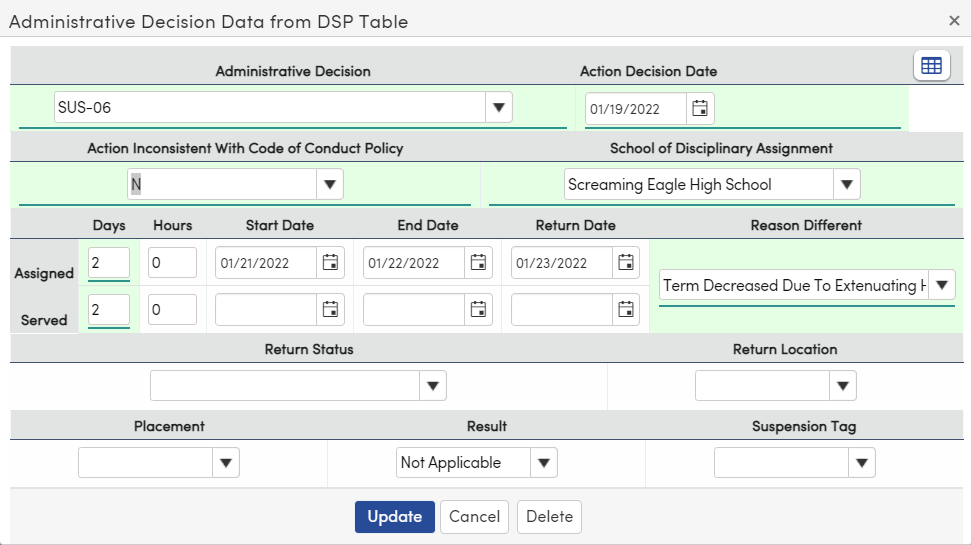 Administrative Decision Data from DSP Table ×
Administrative Decision Action Decision Date
SUS-06 01/19/2022
Action Inconsistent With Code of Conduct Policy School of Disciplinary Assignment
N Screaming Eagle High School
Days Hours Start Date End Date Return Date Reason Different
Assigned 2 0 01/21/2022 01/22/2022 01/23/2022
Term Decreased Due To Extenuating
Served 2 0
Return Status Return Location
Placement Result Suspension Tag
Not Applicable
Update Cancel Delete